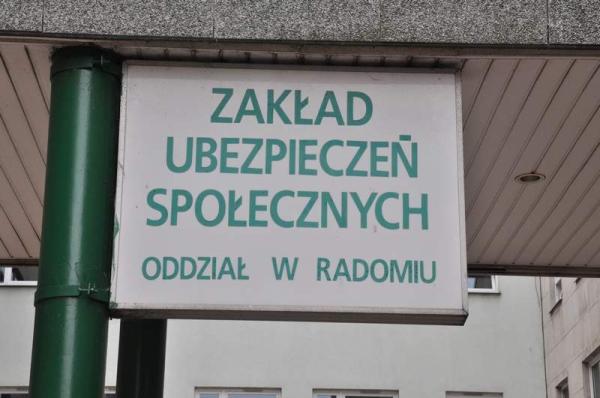 ZAKŁAD
UBEZPIECZEŃ
SPOŁECZNYCH
ODDZIAŁ W RADOMIU